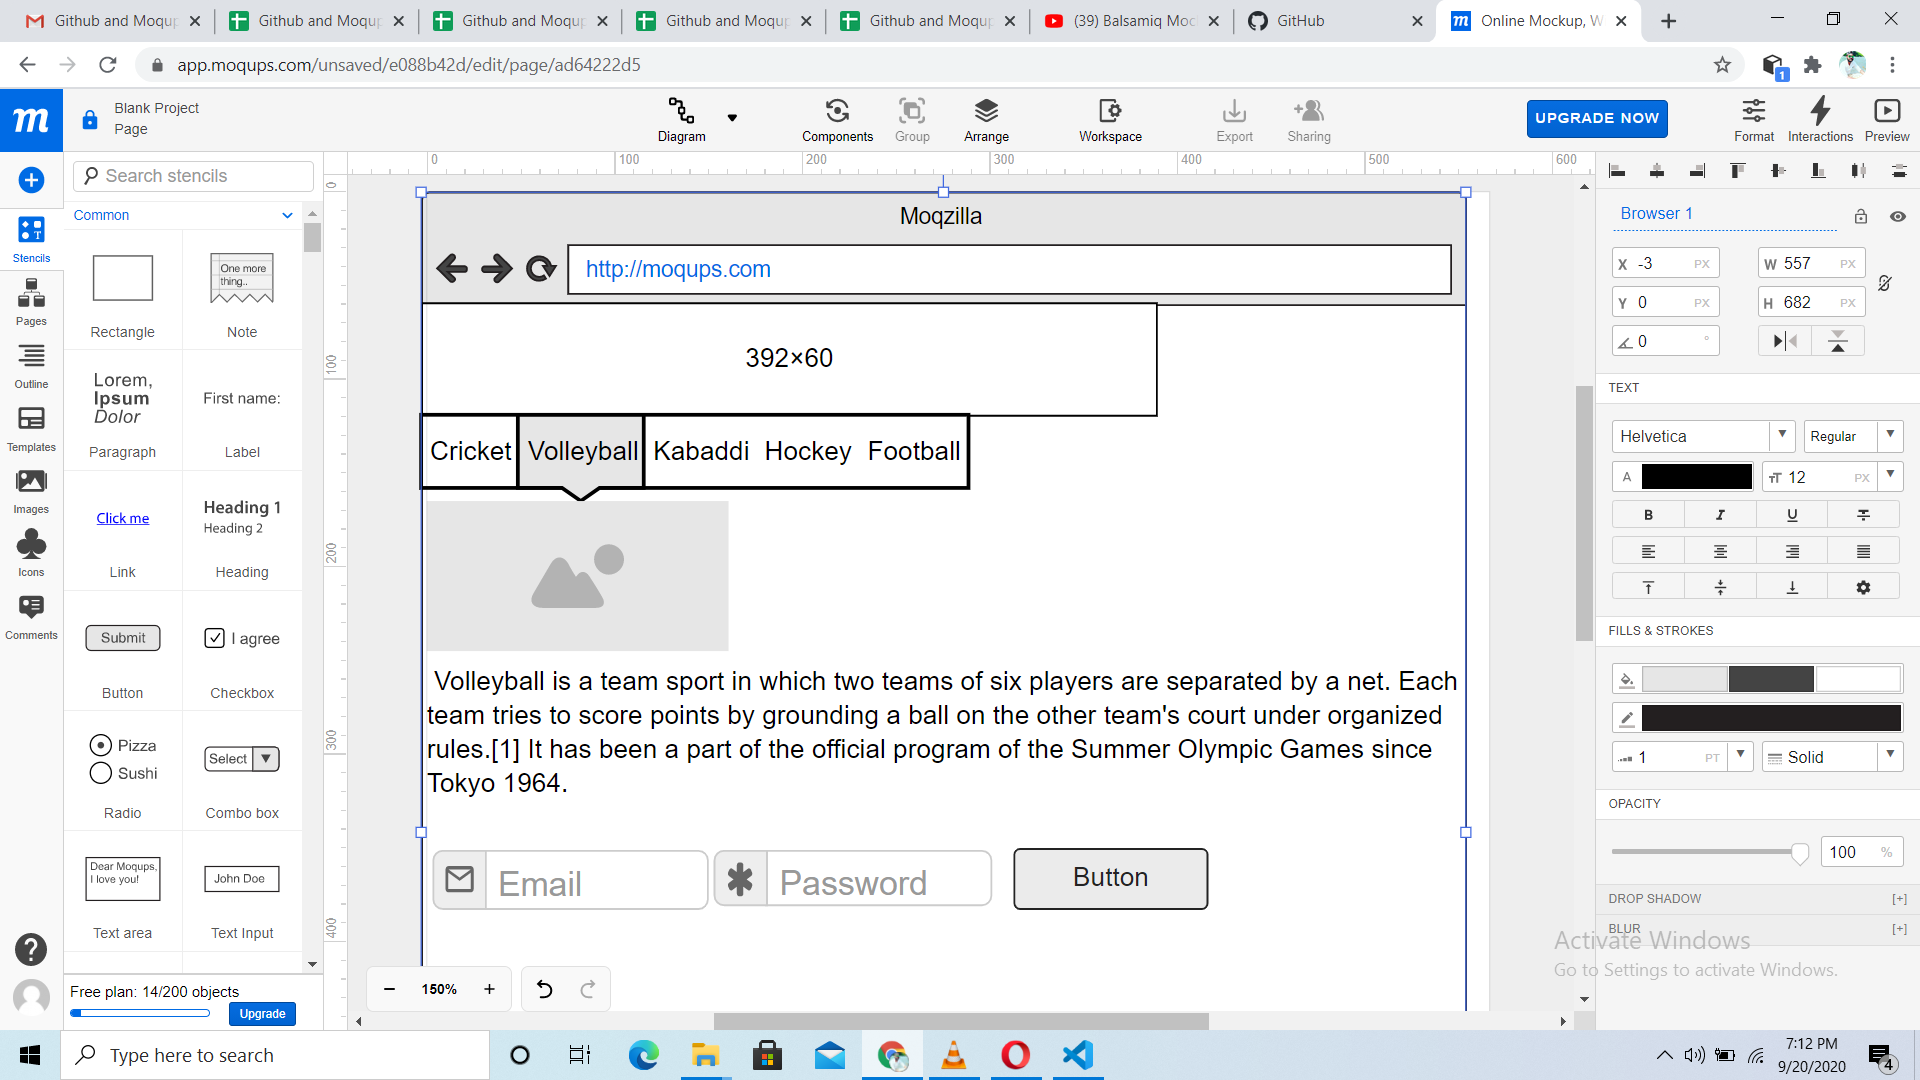 Github and Moqup
Github and Moqup
Github and Moqup
Github and Moqup
Github and Moqup
(39) Balsamiq Moc
GitHub
Online Mockup, W
app.moqups.com/unsaved/e088b42d/edit/page/ad64222d5
1
m
Blank Project
Page
Diagram
Components
Group
Arrange
Workspace
Export
Sharing
UPGRADE NOW
Format
Interactions
Preview
Search stencils
Common
Stencils
Pages
Outline
Templates
Images
Icons
Comments
One more
thing..
Rectangle
Note
Lorem,
Ipsum
Dolor
First name:
Paragraph
Label
Click me
Heading 1
Heading 2
Link
Heading
Submit
I agree
Button
Checkbox
Pizza
Sushi
Select
Radio
Combo box
Dear Moqups,
I love you!
John Doe
Text area
Text Input
Free plan: 14/200 objects
Upgrade
0 100 200 300 400 500 600
0
100
200
300
400
Moqzilla
http://moqups.com
392×60
Cricket Volleyball Kabaddi Hockey Football
Volleyball is a team sport in which two teams of six players are separated by a net. Each
team tries to score points by grounding a ball on the other team's court under organized
rules.[1] It has been a part of the official program of the Summer Olympic Games since
Tokyo 1964.
Email
Password
Button
150%
Browser 1
X -3 PX
W 557 PX
Y 0 PX
H 682 PX
0 °
TEXT
Helvetica
Regular
A
12 PX
B I U
FILLS & STROKES
1 PT
Solid
OPACITY
100 %
DROP SHADOW [+]
BLUR [+]
Activate Windows
Go to Settings to activate Windows.
Type here to search
7:12 PM
9/20/2020
4